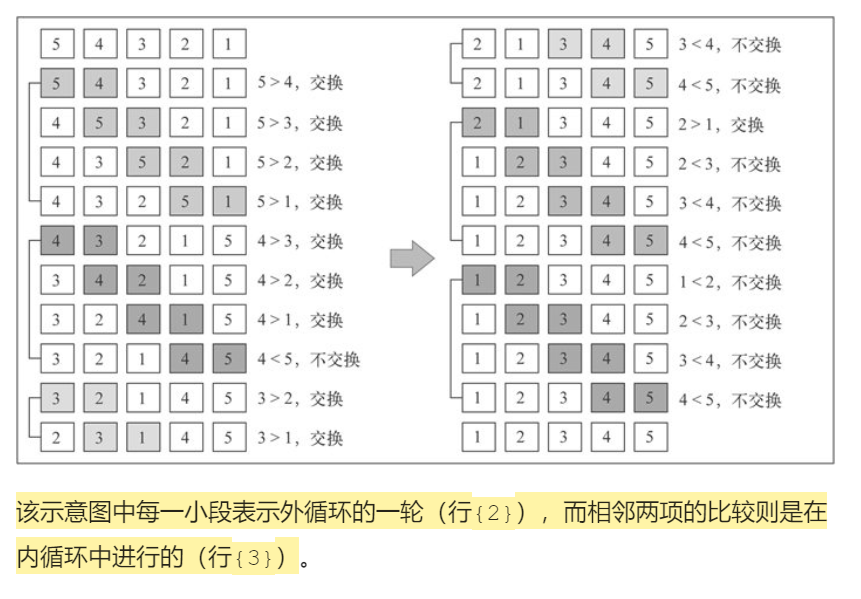 5 4 3 2 1
5 4 3 2 1 5 > 4，交换
4 5 3 2 1 5 > 3，交换
4 3 5 2 1 5 > 2，交换
4 3 2 5 1 5 > 1，交换
4 3 2 1 5 4 > 3，交换
3 4 2 1 5 4 > 2，交换
3 2 4 1 5 4 > 1，交换
3 2 1 4 5 4 < 5，不交换
3 2 1 4 5 3 > 2，交换
2 3 1 4 5 3 > 1，交换
2 1 3 4 5 3 < 4，不交换
2 1 3 4 5 4 < 5，不交换
2 1 3 4 5 2 > 1，交换
1 2 3 4 5 2 < 3，不交换
1 2 3 4 5 3 < 4，不交换
1 2 3 4 5 4 < 5，不交换
1 2 3 4 5 1 < 2，不交换
1 2 3 4 5 2 < 3，不交换
1 2 3 4 5 3 < 4，不交换
1 2 3 4 5 4 < 5，不交换
1 2 3 4 5
该示意图中每一小段表示外循环的一轮（行{2}），而相邻两项的比较则是在
内循环中进行的（行{3}）。